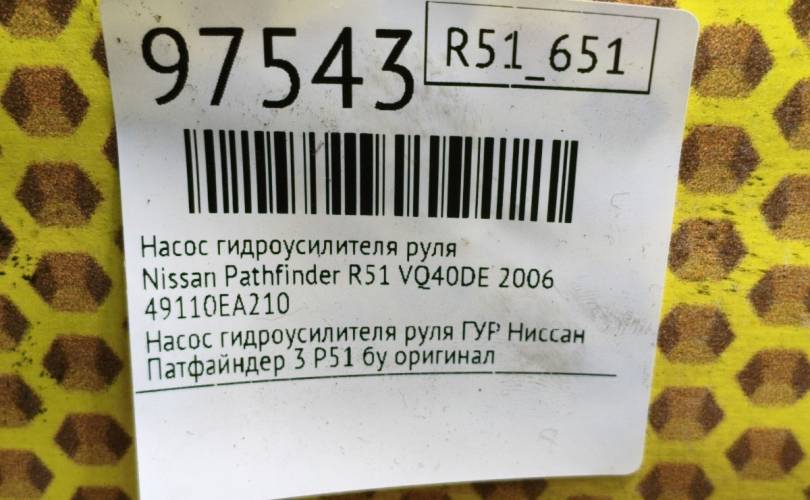 97543
R51_651
Насос гидроусилителя руля
Nissan Pathfinder R51 VQ40DE 2006
49110EA210
Насос гидроусилителя руля ГУР Ниссан
Патфайндер 3 Р51 бу оригинал